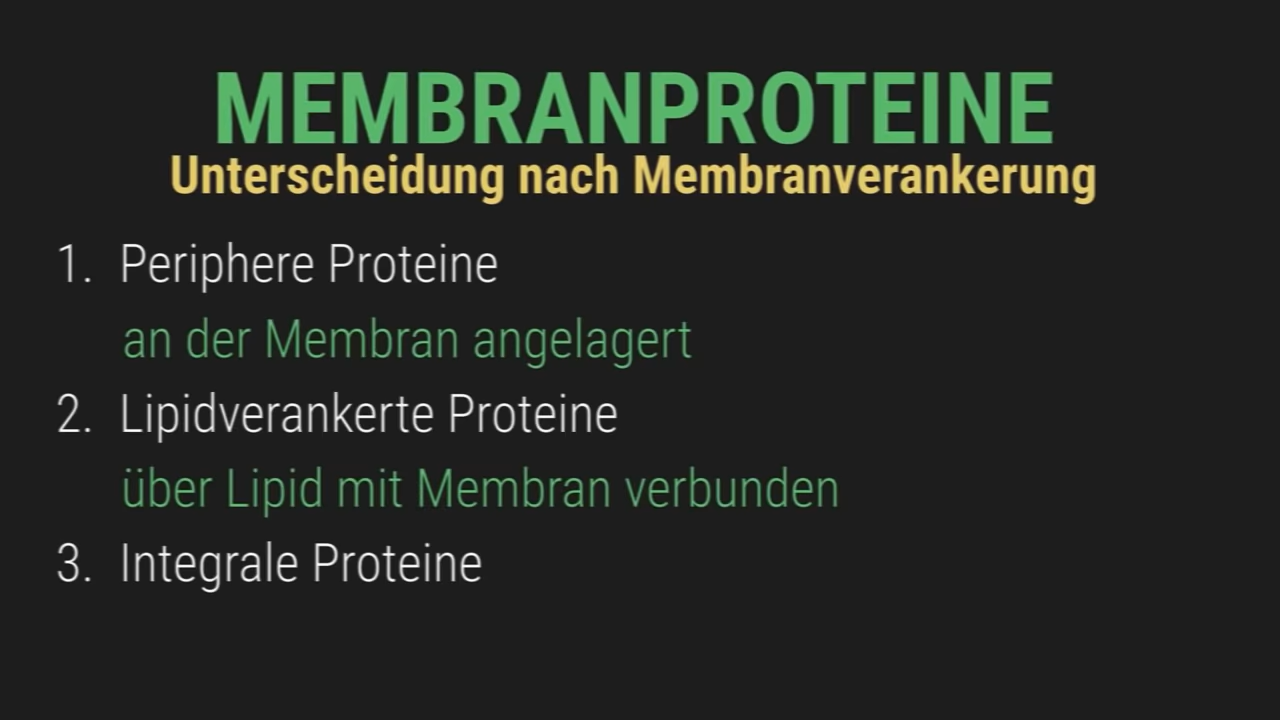 MEMBRANPROTEINE
Unterscheidung nach Membranverankerung
1. Periphere Proteine
an der Membran angelagert
2. Lipidverankerte Proteine
über Lipid mit Membran verbunden
3. Integrale Proteine